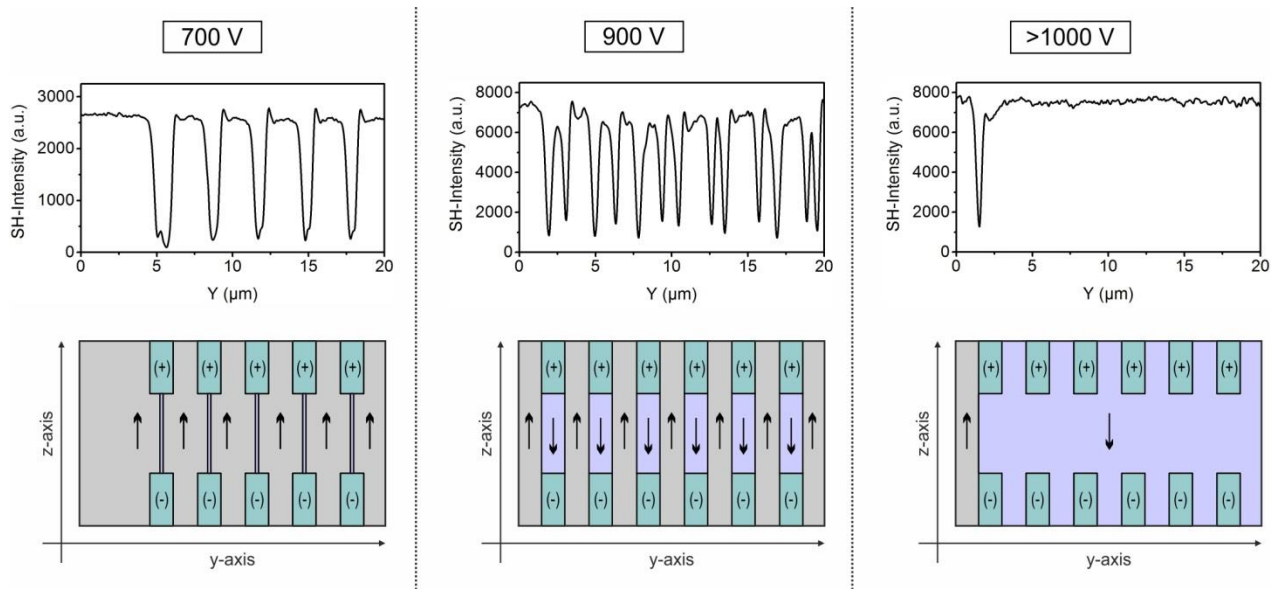 700 V
900 V
>1000 V
SH-Intensity (a.u.)
3000
2000
1000
0
0 5 10 15 20
Y (µm)
SH-Intensity (a.u.)
8000
6000
4000
2000
0
0 5 10 15 20
Y (µm)
SH-Intensity (a.u.)
8000
6000
4000
2000
0
0 5 10 15 20
Y (µm)
z-axis
(+) (+) (+) (+) (+)
(-) (-) (-) (-) (-)
y-axis
z-axis
(+) (+) (+) (+) (+) (+)
(-) (-) (-) (-) (-) (-)
y-axis
z-axis
(+) (+) (+) (+) (+) (+)
(-) (-) (-) (-) (-) (-)
y-axis